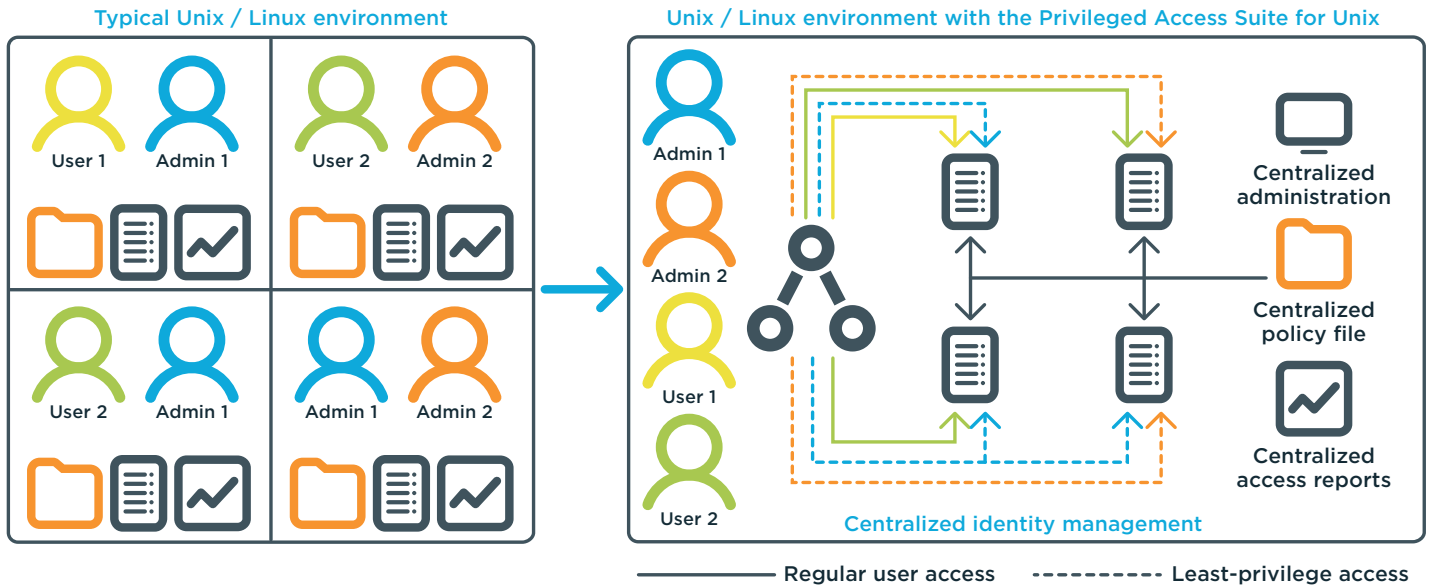 Typical Unix / Linux environment
User 1
Admin 1
User 2
Admin 2
User 2
Admin 1
Admin 1
Admin 2
Unix / Linux environment with the Privileged Access Suite for Unix
Admin 1
Admin 2
User 1
User 2
Centralized
administration
Centralized
policy file
Centralized
access reports
Centralized identity management
Regular user access
Least-privilege access